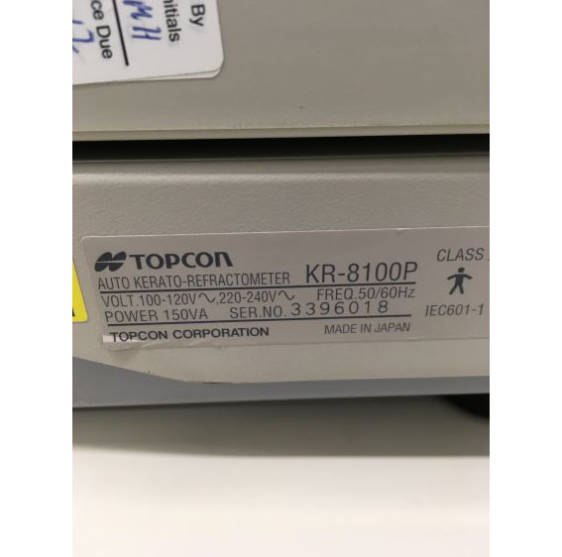 By
nitials
MH
ce Due
TOPCON
AUTO KERATO-REFRACTOMETER KR-8100P
VOLT.100-120V～,220-240V～ FREQ.50/60Hz
POWER 150VA SER.NO.3396018
TOPCON CORPORATION MADE IN JAPAN
CLASS
IEC601-1